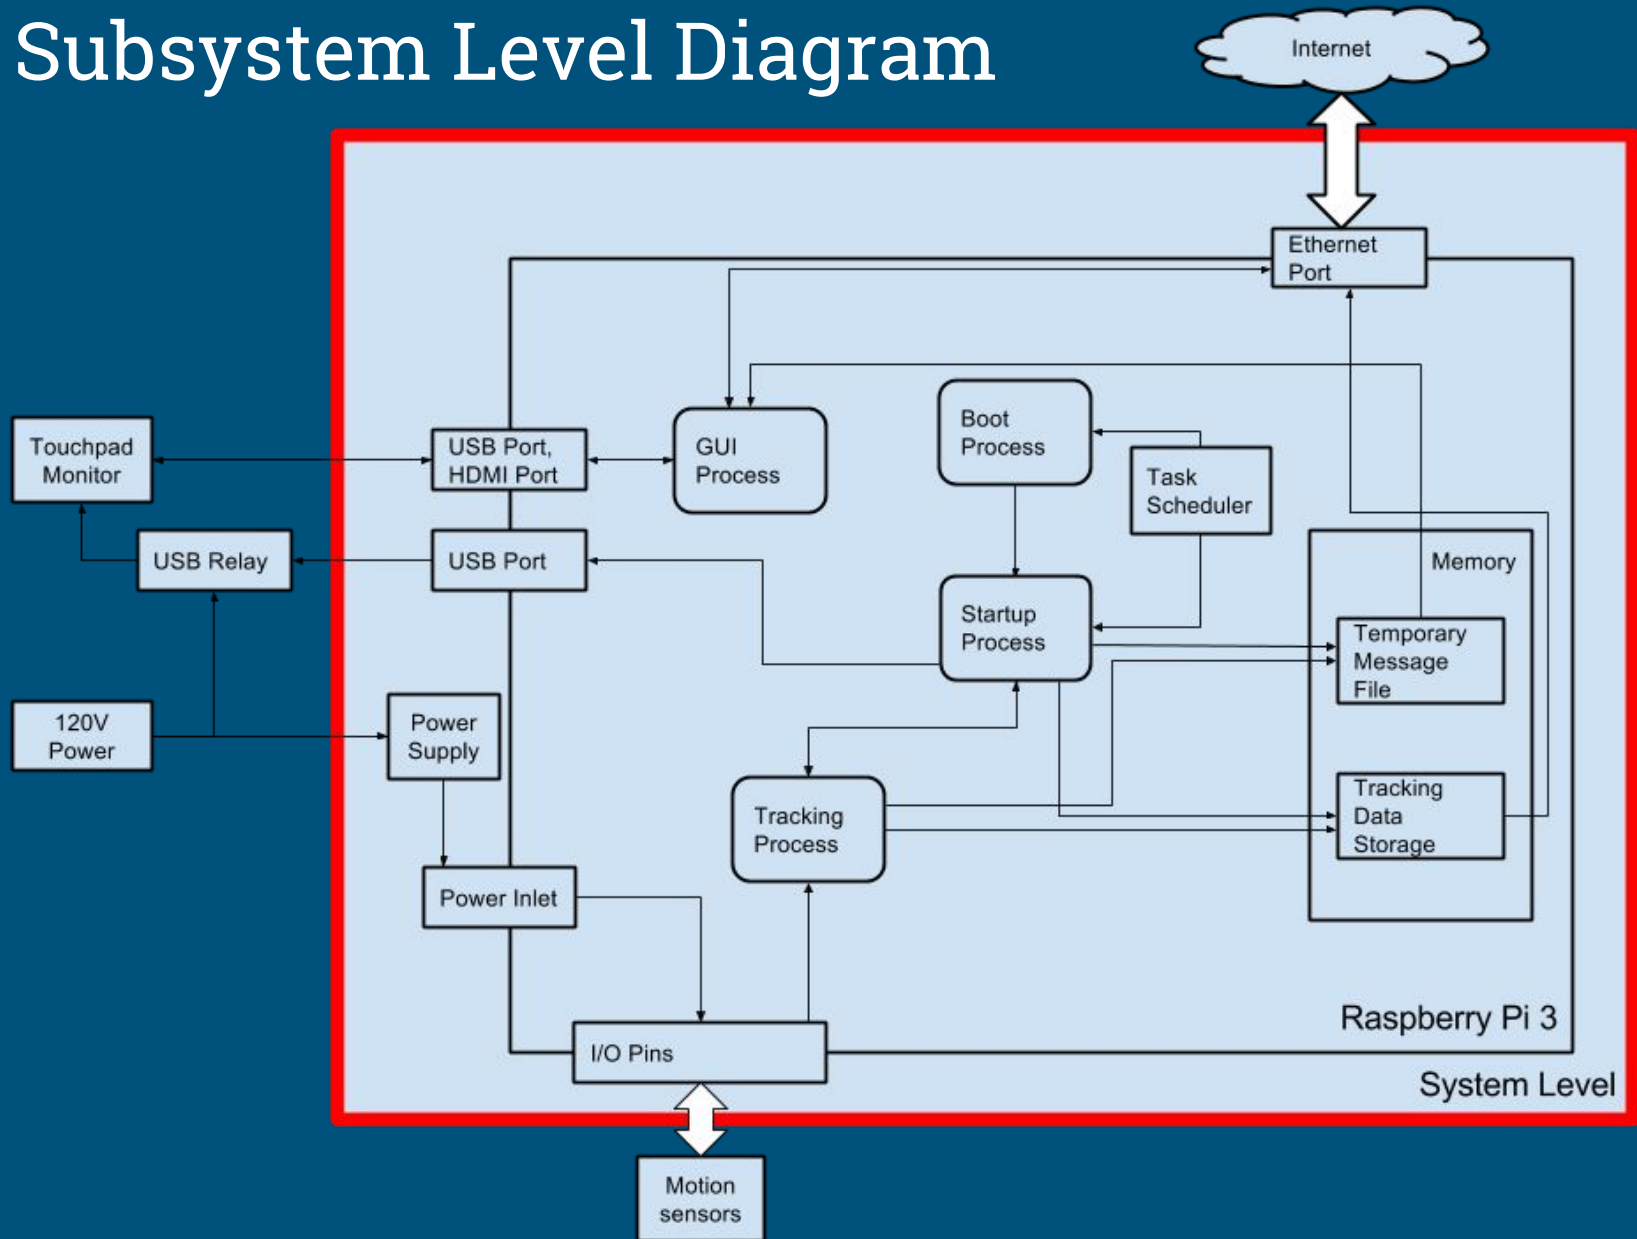 Subsystem Level Diagram
Internet
Ethernet
Port
Touchpad
Monitor
USB Port,
HDMI Port
GUI
Process
Boot
Process
Task
Scheduler
USB Relay
USB Port
Memory
Startup
Process
Temporary
Message
File
120V
Power
Power
Supply
Tracking
Process
Tracking
Data
Storage
Power Inlet
Raspberry Pi 3
I/O Pins
System Level
Motion
sensors